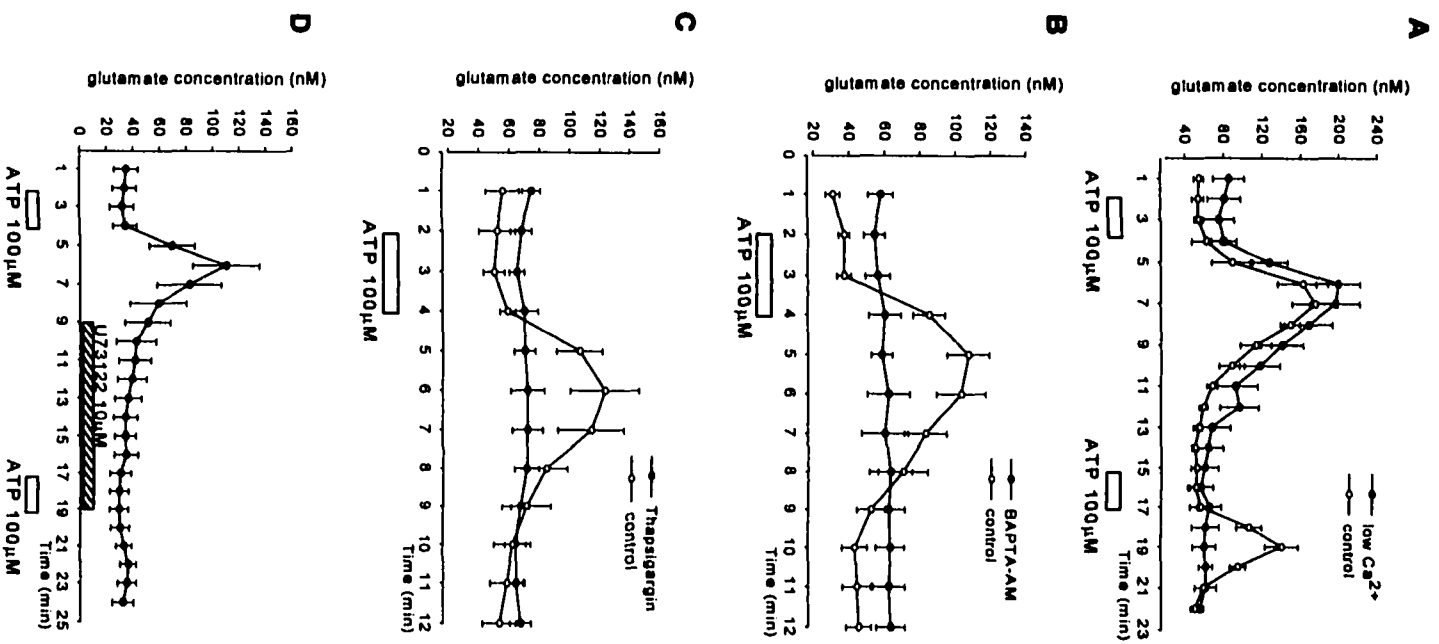 A
glutamate concentration (nM)
240
200
160
120
80
40
1 3 5 7 9 11 13 15 17 19 21 23
Time (min)
ATP 100µM
ATP 100µM
low Ca2+
control
B
glutamate concentration (nM)
140
120
100
80
60
40
20
0 1 2 3 4 5 6 7 8 9 10 11 12
Time (min)
ATP 100µM
BAPTA-AM
control
C
glutamate concentration (nM)
160
140
120
100
80
60
40
20
0 1 2 3 4 5 6 7 8 9 10 11 12
Time (min)
ATP 100µM
Thapsigargin
control
D
glutamate concentration (nM)
160
140
120
100
80
60
40
20
0
1 3 5 7 9 11 13 15 17 19 21 23 25
Time (min)
U73122 10µM
ATP 100µM
ATP 100µM